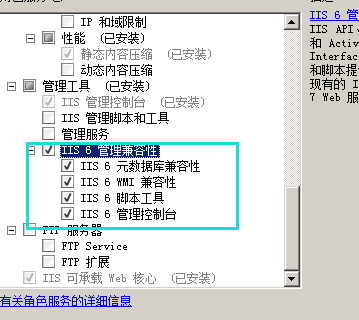 IP 和域限制
性能 (已安装)
静态内容压缩 (已安装)
动态内容压缩
管理工具 (已安装)
IIS 管理控制台 (已安装)
IIS 管理脚本和工具
管理服务
IIS 6 管理兼容性
IIS 6 元数据库兼容性
IIS 6 WMI 兼容性
IIS 6 脚本工具
IIS 6 管理控制台
FTP 服务器
FTP Service
FTP 扩展
IIS 可承载 Web 核心 (已安装)
有关角色服务的详细信息
IIS 6 管
IIS API
和 Activ
Interfac
和脚本提
现有的 I
7 Web 服